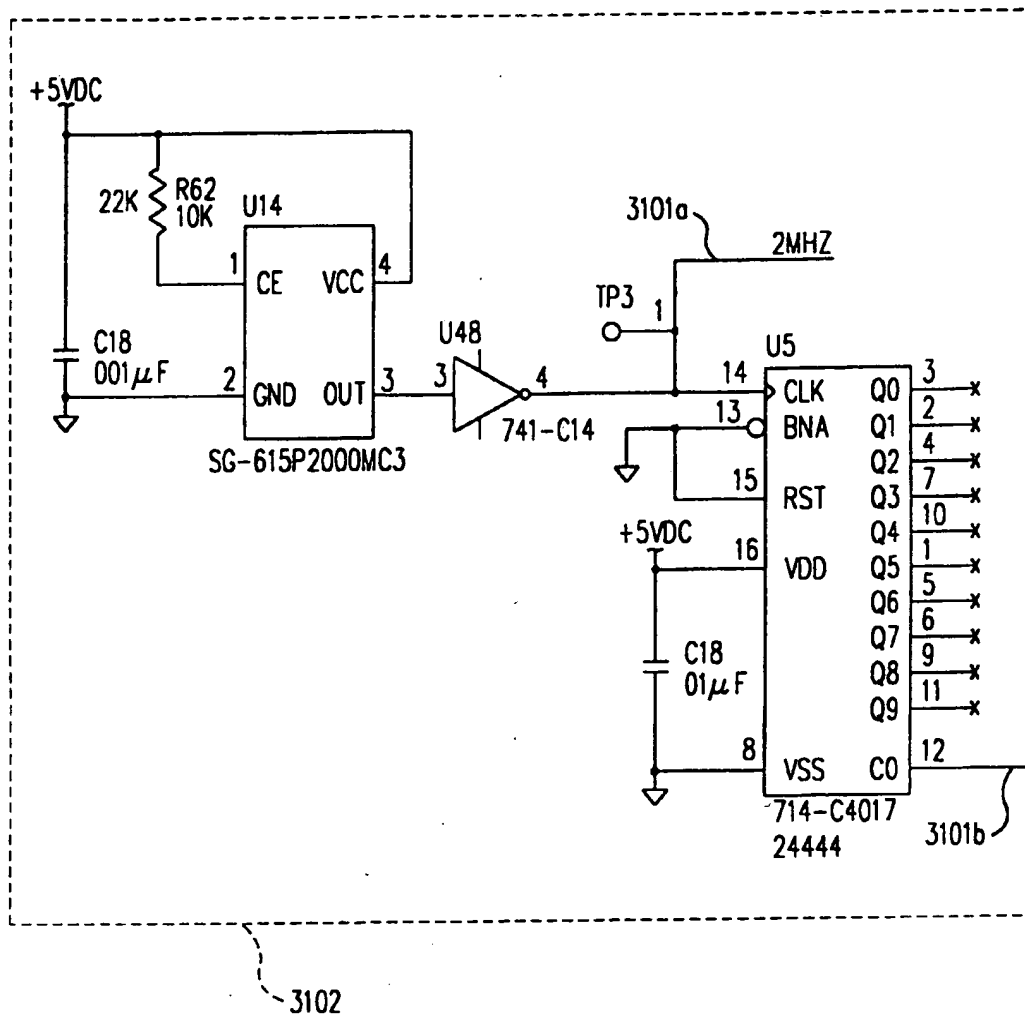 +5VDC
22K
R62
10K
U14
1
CE
VCC
4
C18
001μF
2
GND
OUT
3
SG-615P2000MC3
U48
3
4
741-C14
3101a
2MHZ
TP3
1
U5
14
CLK
Q0
3
13
BNA
Q1
2
Q2
4
15
RST
Q3
7
Q4
10
+5VDC
16
VDD
Q5
1
Q6
5
Q7
6
C18
01μF
Q8
9
Q9
11
8
VSS
C0
12
714-C4017
24444
3101b
3102